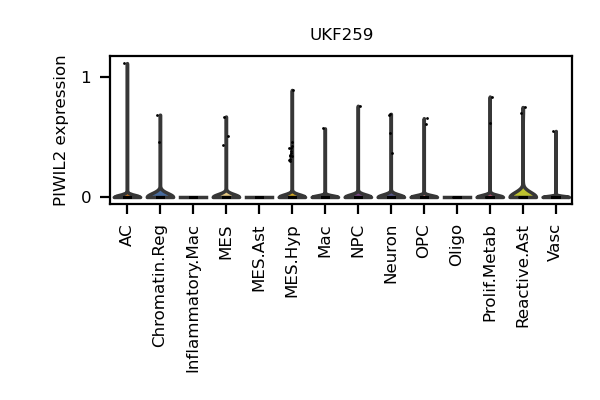 UKF259
PIWIL2 expression
1
0
AC
Chromatin.Reg
Inflammatory.Mac
MES
MES.Ast
MES.Hyp
Mac
NPC
Neuron
OPC
Oligo
Prolif.Metab
Reactive.Ast
Vasc